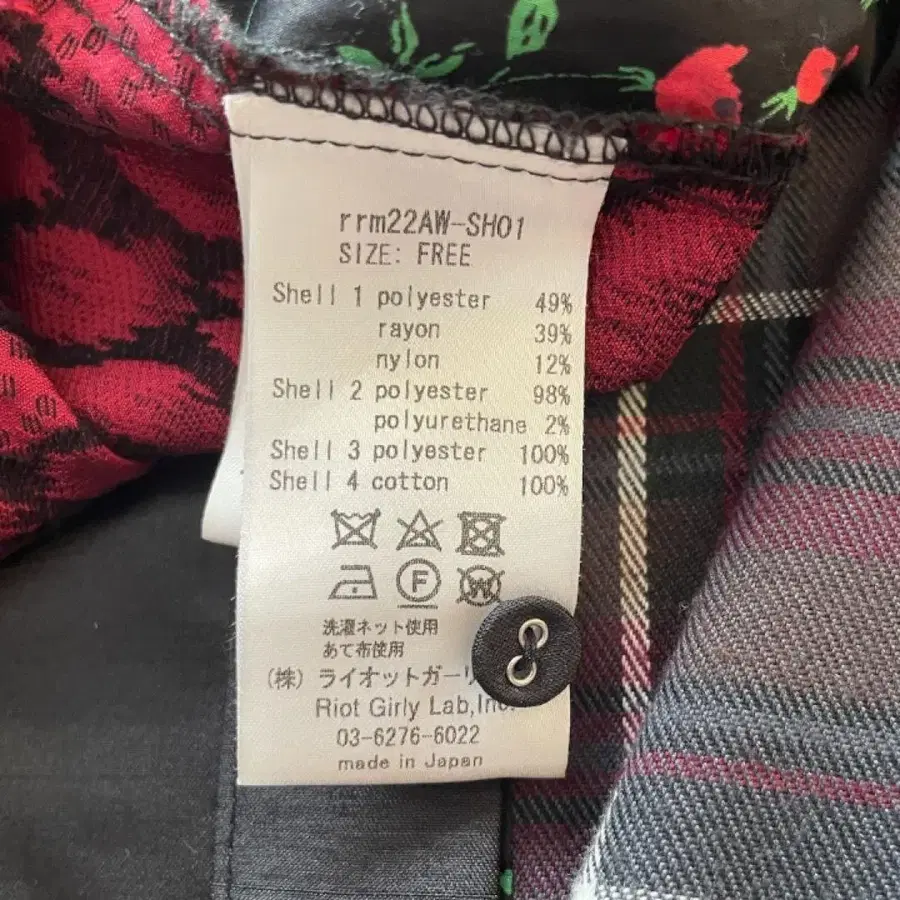 rrm22AW-SH01
SIZE: FREE
Shell 1 polyester 49%
rayon 39%
nylon 12%
Shell 2 polyester 98%
polyurethane 2%
Shell 3 polyester 100%
Shell 4 cotton 100%
F
W
洗濯ネット使用
あて布使用
(株) ライオットガーリ
Riot Girly Lab,Inc.
03-6276-6022
made in Japan